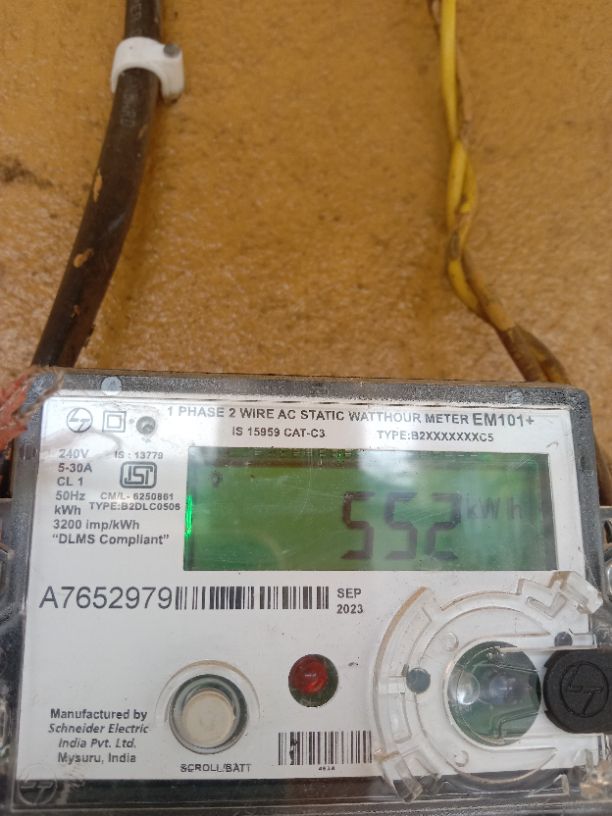 1 PHASE 2 WIRE AC STATIC WATTHOUR METER EM101+
IS 15959 CAT-C3 TYPE:B2XXXXXXXC5
240V
5-30A
CL 1
50Hz
kWh
3200 imp/kWh
"DLMS Compliant"
IS : 13779
ISI
CM/L- 6250861
TYPE:B2DLC0506
552 kWh
A7652979
SEP
2023
Manufactured by
Schneider Electric
India Pvt. Ltd.
Mysuru, India
SCROLL/BATT